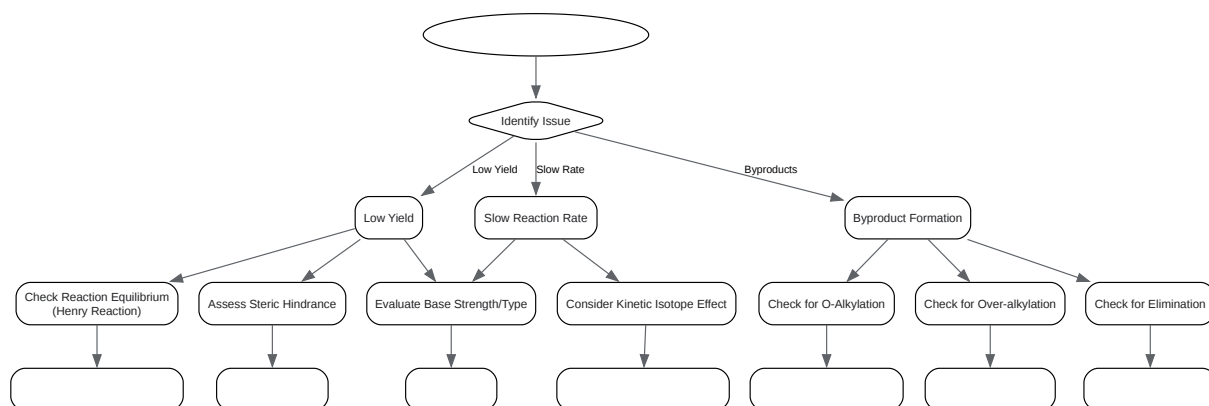 Identify Issue
Low Yield
Slow Rate
Byproducts
Low Yield
Slow Reaction Rate
Byproduct Formation
Check Reaction Equilibrium
(Henry Reaction)
Assess Steric Hindrance
Evaluate Base Strength/Type
Consider Kinetic Isotope Effect
Check for O-Alkylation
Check for Over-alkylation
Check for Elimination